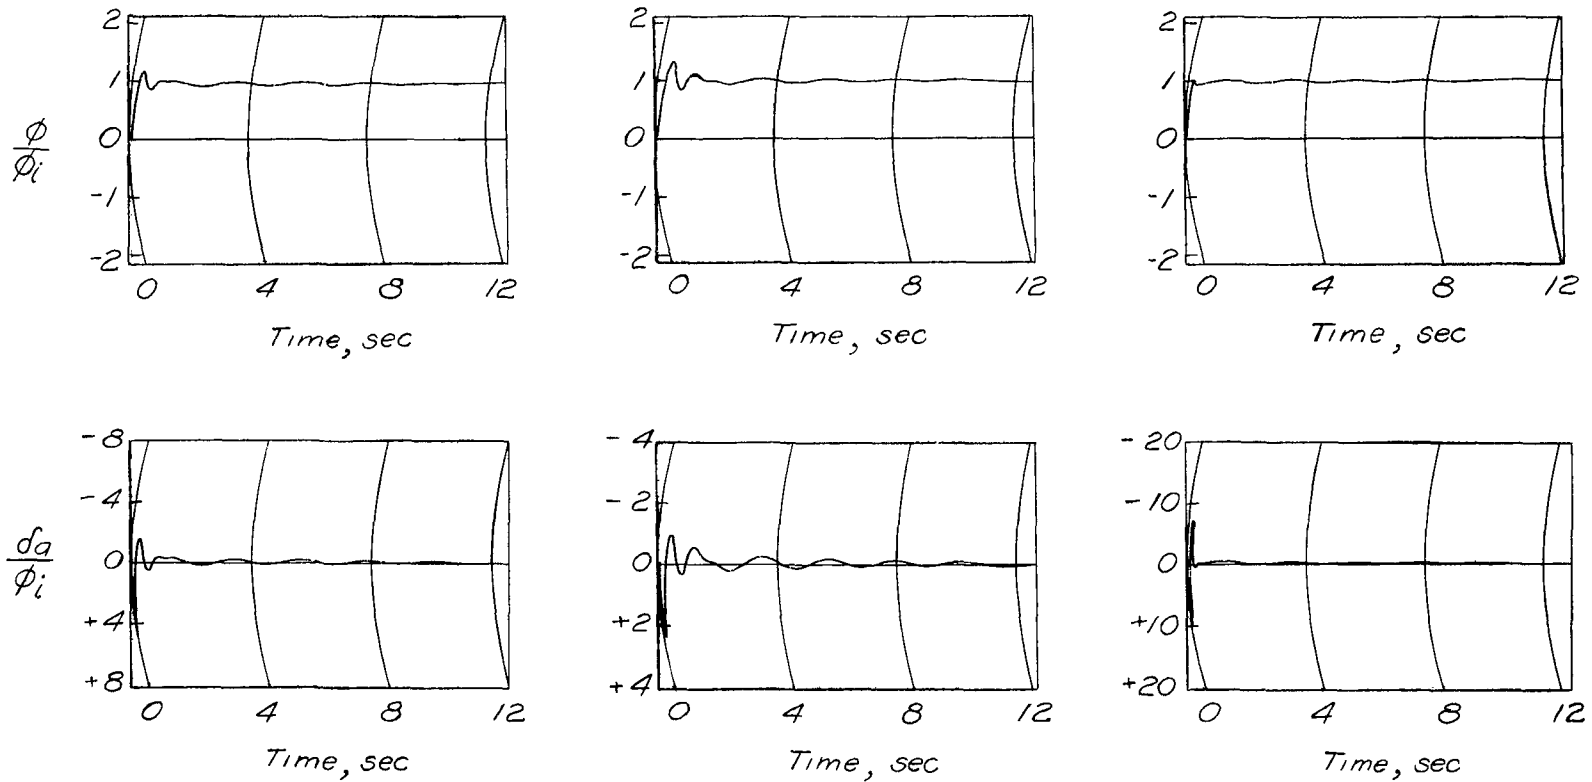 2 2 2
1 1 1
0 0 0
ϕ/ϕi
-1 -1 -1
-2 -2 -2
0 4 8 12 0 4 8 12 0 4 8 12
Time, sec Time, sec Time, sec
-8 -4 -20
-4 -2 -10
0 0 0
δa/ϕi
+4 +2 +10
+8 +4 +20
0 4 8 12 0 4 8 12 0 4 8 12
Time, sec Time, sec Time, sec